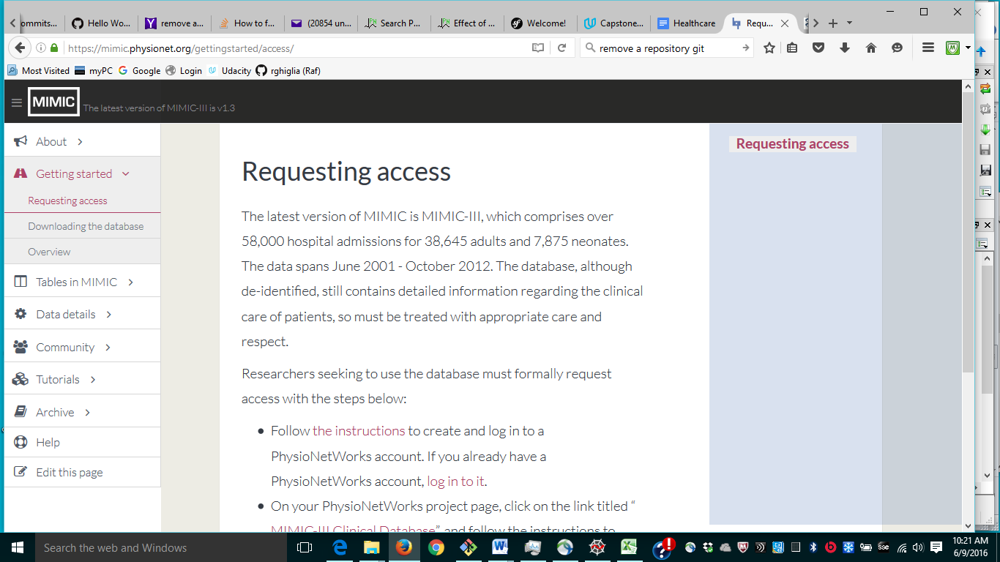 ommits...
Hello Wo...
remove a...
How to f...
(20854 un...
Search P...
Effect of ...
Welcome!
Capstone...
Healthcare
Requ...
https://mimic.physionet.org/gettingstarted/access/
remove a repository git
Most Visited
myPC
Google
Login
Udacity
rghiglia (Raf)
MIMIC
The latest version of MIMIC-III is v1.3
About
Getting started
Requesting access
Downloading the database
Overview
Tables in MIMIC
Data details
Community
Tutorials
Archive
Help
Edit this page
Requesting access
The latest version of MIMIC is MIMIC-III, which comprises over
58,000 hospital admissions for 38,645 adults and 7,875 neonates.
The data spans June 2001 - October 2012. The database, although
de-identified, still contains detailed information regarding the clinical
care of patients, so must be treated with appropriate care and
respect.
Researchers seeking to use the database must formally request
access with the steps below:
Follow the instructions to create and log in to a
PhysioNetWorks account. If you already have a
PhysioNetWorks account, log in to it.
On your PhysioNetWorks project page, click on the link titled “
MIMIC-III Clinical Database”, and follow the instructions to
Requesting access
Search the web and Windows
10:21 AM
6/9/2016